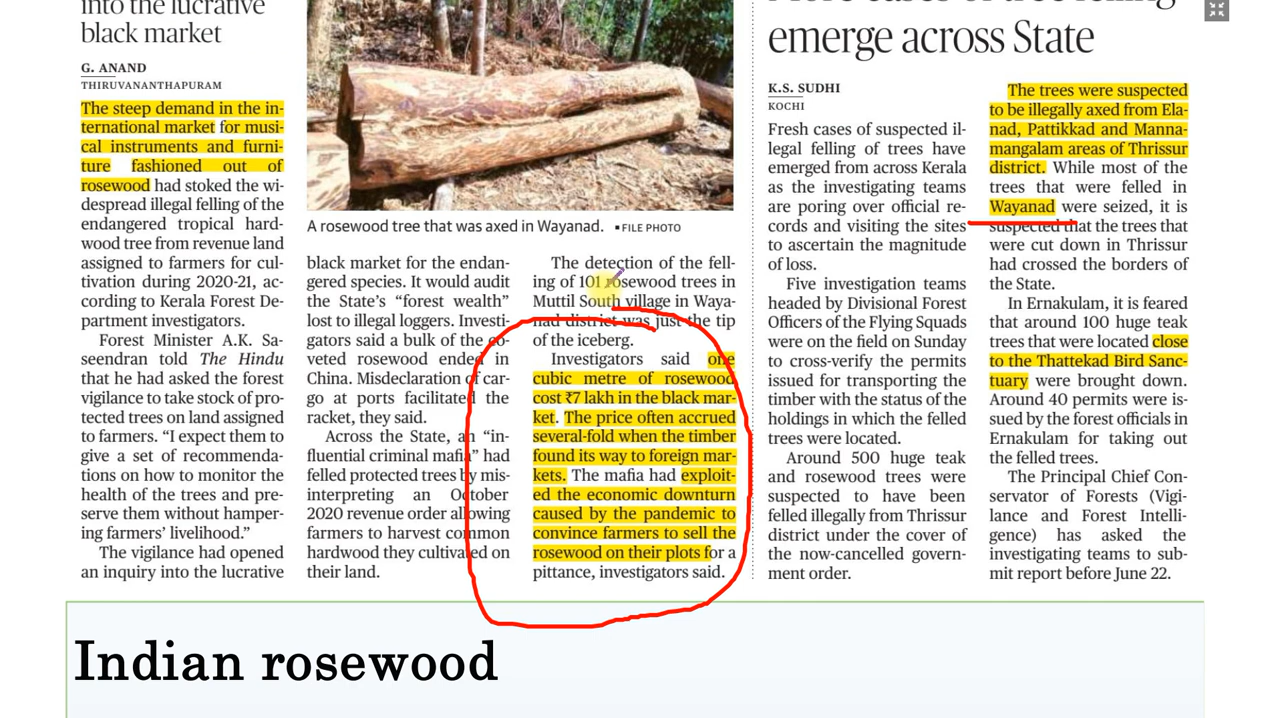 into the lucrative
black market
G. ANAND
THIRUVANANTHAPURAM
The steep demand in the in-
ternational market for musi-
cal instruments and furni-
ture fashioned out of
rosewood had stoked the wi-
despread illegal felling of the
endangered tropical hard-
wood tree from revenue land
assigned to farmers for cul-
tivation during 2020-21, ac-
cording to Kerala Forest De-
partment investigators.
Forest Minister A.K. Sa-
seendran told The Hindu
that he had asked the forest
vigilance to take stock of pro-
tected trees on land assigned
to farmers. “I expect them to
give a set of recommenda-
tions on how to monitor the
health of the trees and pre-
serve them without hamper-
ing farmers’ livelihood.”
The vigilance had opened
an inquiry into the lucrative
A rosewood tree that was axed in Wayanad. ▪FILE PHOTO
black market for the endan-
gered species. It would audit
the State’s “forest wealth”
lost to illegal loggers. Investi-
gators said a bulk of the co-
veted rosewood ended in
China. Misdeclaration of car-
go at ports facilitated the
racket, they said.
Across the State, an “in-
fluential criminal mafia” had
felled protected trees by mis-
interpreting an October
2020 revenue order allowing
farmers to harvest common
hardwood they cultivated on
their land.
The detection of the fell-
ing of 101 rosewood trees in
Muttil South village in Waya-
nad district was just the tip
of the iceberg.
Investigators said one
cubic metre of rosewood
cost ₹7 lakh in the black mar-
ket. The price often accrued
several-fold when the timber
found its way to foreign mar-
kets. The mafia had exploit-
ed the economic downturn
caused by the pandemic to
convince farmers to sell the
rosewood on their plots for a
pittance, investigators said.
More cases of tree felling
emerge across State
K.S. SUDHI
KOCHI
Fresh cases of suspected il-
legal felling of trees have
emerged from across Kerala
as the investigating teams
are poring over official re-
cords and visiting the sites
to ascertain the magnitude
of loss.
Five investigation teams
headed by Divisional Forest
Officers of the Flying Squads
were on the field on Sunday
to cross-verify the permits
issued for transporting the
timber with the status of the
holdings in which the felled
trees were located.
Around 500 huge teak
and rosewood trees were
suspected to have been
felled illegally from Thrissur
district under the cover of
the now-cancelled govern-
ment order.
The trees were suspected
to be illegally axed from Ela-
nad, Pattikkad and Manna-
mangalam areas of Thrissur
district. While most of the
trees that were felled in
Wayanad were seized, it is
suspected that the trees that
were cut down in Thrissur
had crossed the borders of
the State.
In Ernakulam, it is feared
that around 100 huge teak
trees that were located close
to the Thattekad Bird Sanc-
tuary were brought down.
Around 40 permits were is-
sued by the forest officials in
Ernakulam for taking out
the felled trees.
The Principal Chief Con-
servator of Forests (Vigi-
lance and Forest Intelli-
gence) has asked the
investigating teams to sub-
mit report before June 22.
Indian rosewood